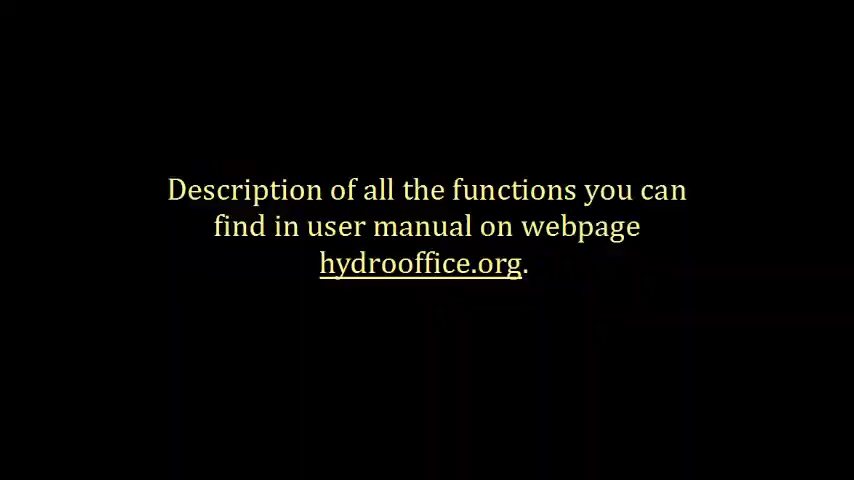 Description of all the functions you can
find in user manual on webpage
hydrooffice.org.